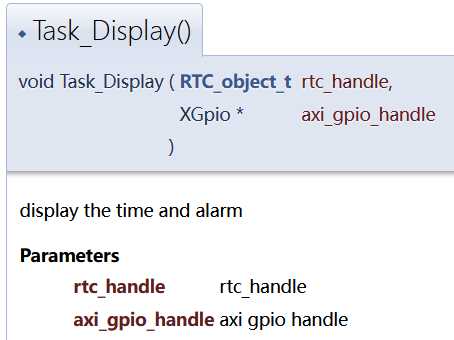 Task_Display()
void Task_Display ( RTC_object_t rtc_handle,
XGpio * axi_gpio_handle
)
display the time and alarm
Parameters
rtc_handle rtc_handle
axi_gpio_handle axi gpio handle